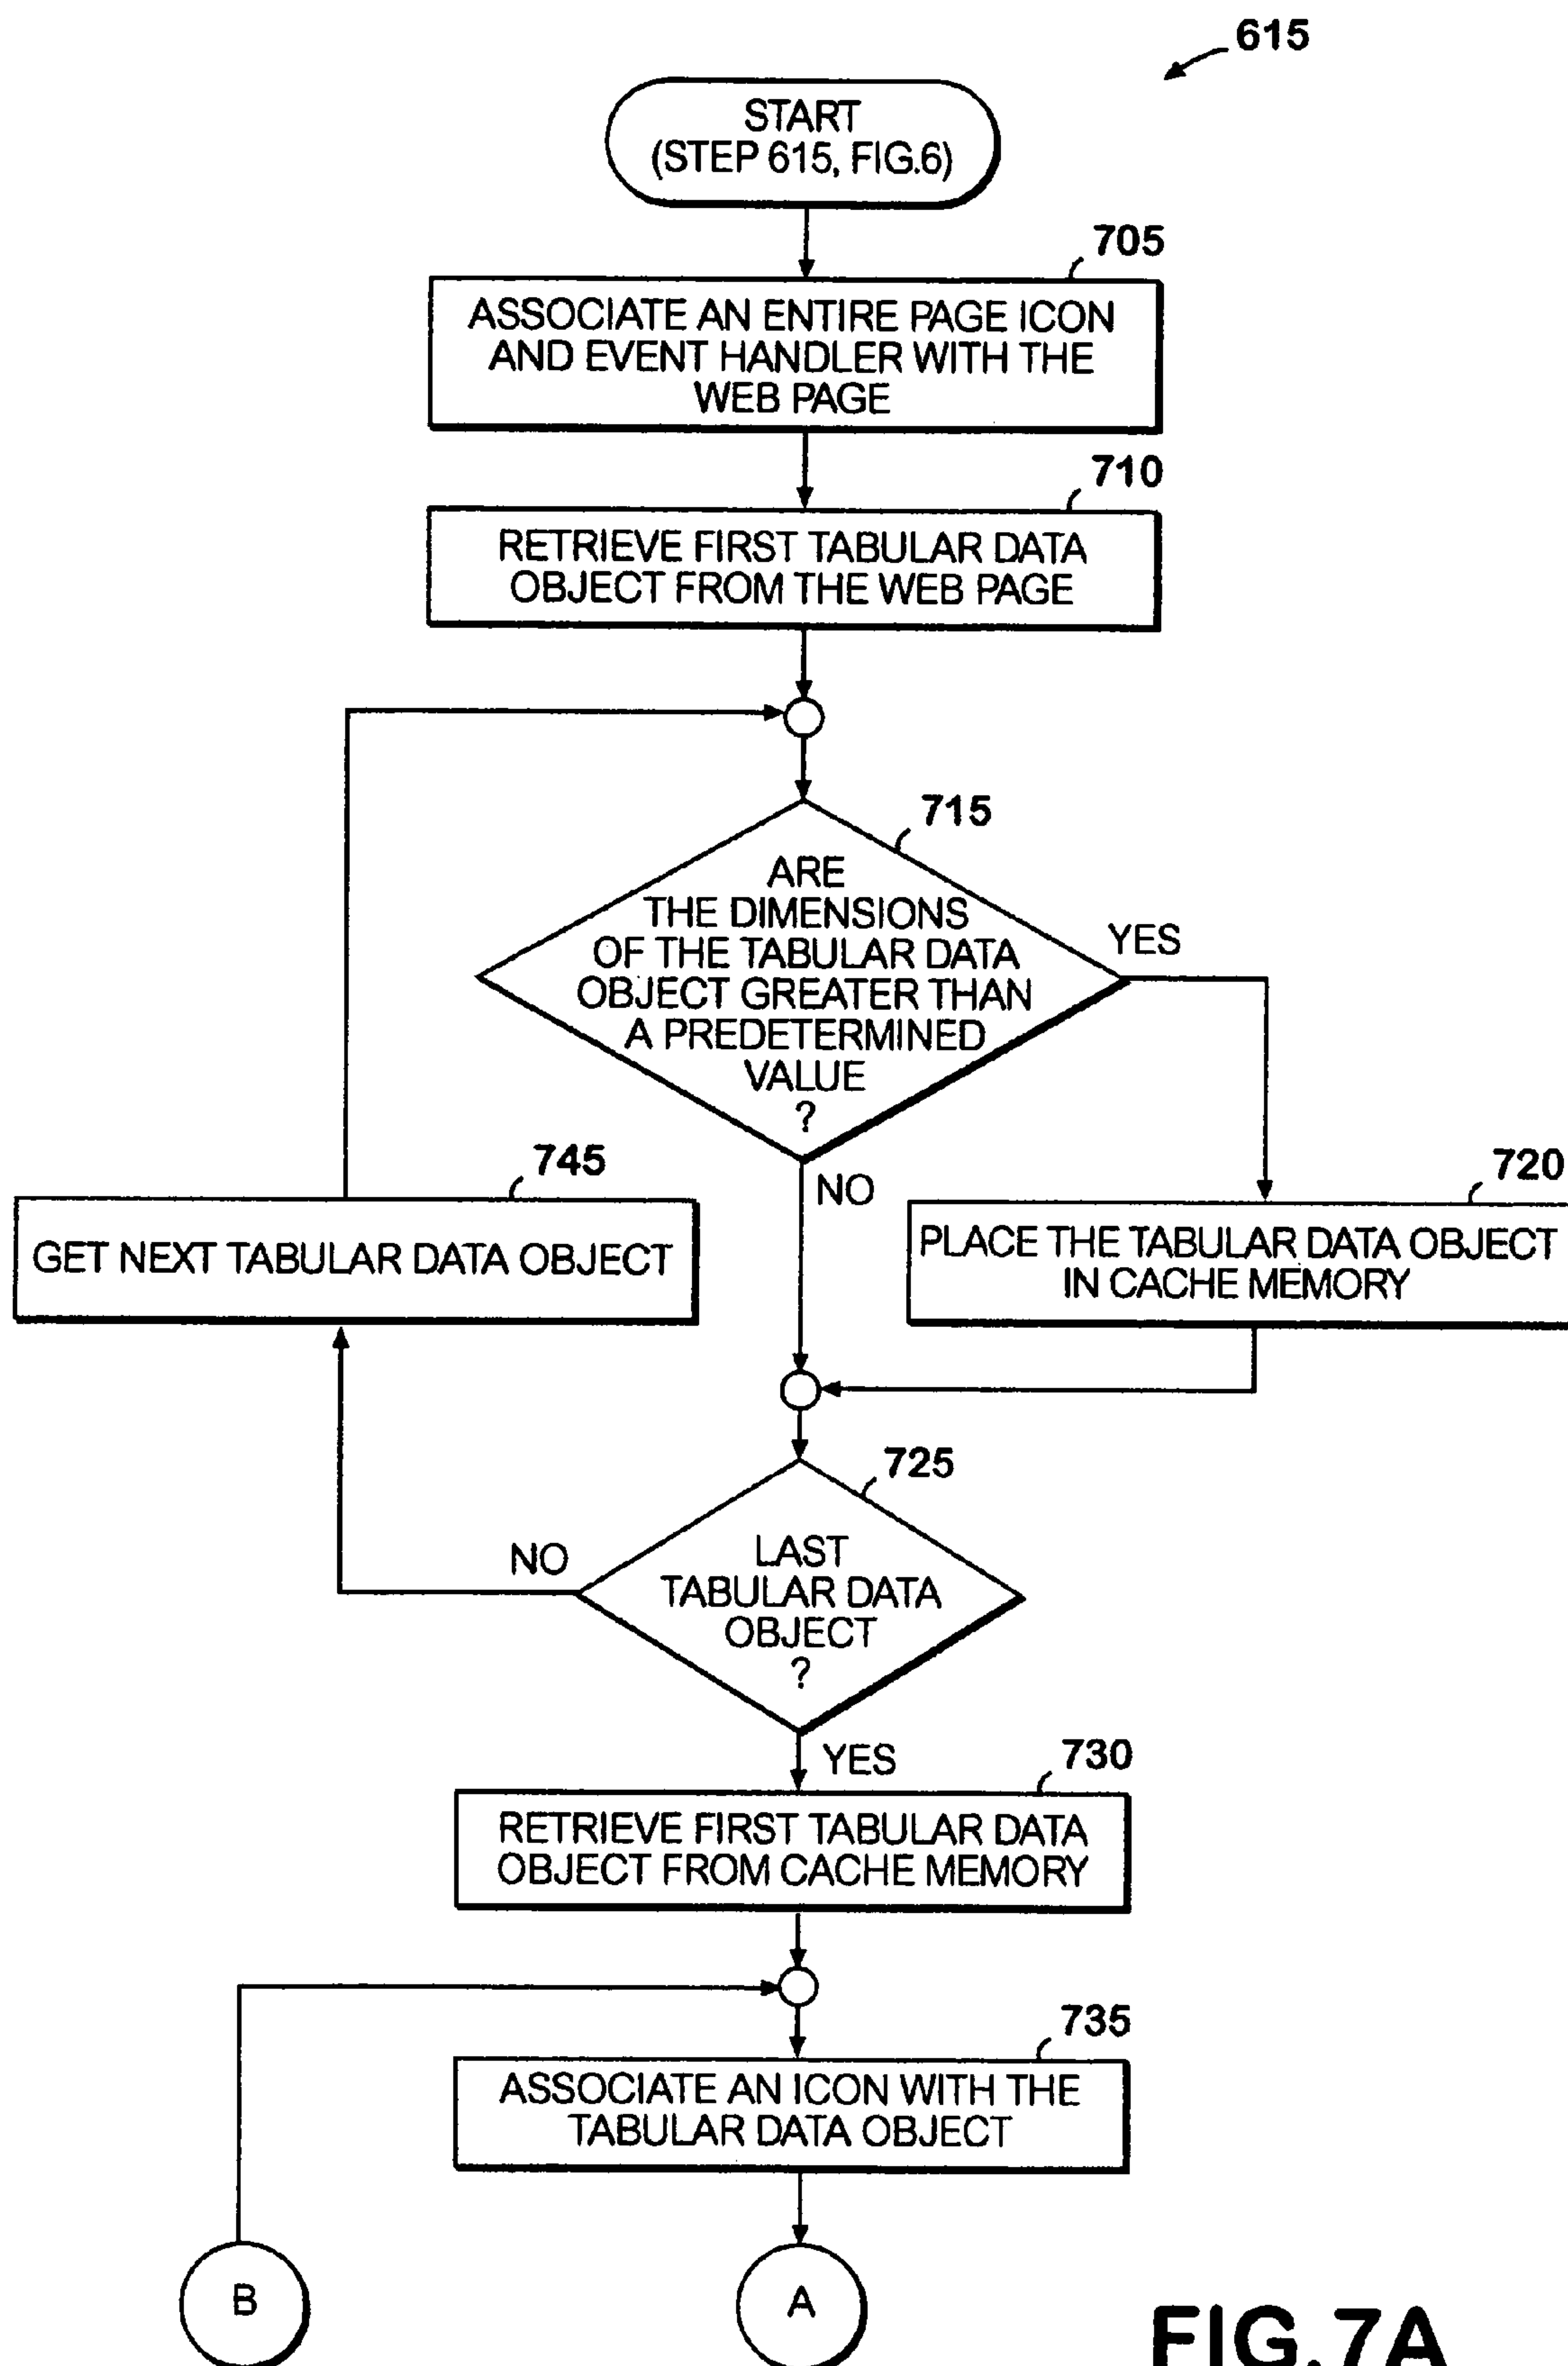 615
START
(STEP 615, FIG.6)
705
ASSOCIATE AN ENTIRE PAGE ICON
AND EVENT HANDLER WITH THE
WEB PAGE
710
RETRIEVE FIRST TABULAR DATA
OBJECT FROM THE WEB PAGE
715
ARE
THE DIMENSIONS
OF THE TABULAR DATA
OBJECT GREATER THAN
A PREDETERMINED
VALUE
?
YES
NO
745
GET NEXT TABULAR DATA OBJECT
720
PLACE THE TABULAR DATA OBJECT
IN CACHE MEMORY
725
LAST
TABULAR DATA
OBJECT
?
NO
YES
730
RETRIEVE FIRST TABULAR DATA
OBJECT FROM CACHE MEMORY
735
ASSOCIATE AN ICON WITH THE
TABULAR DATA OBJECT
B
A
FIG.7A